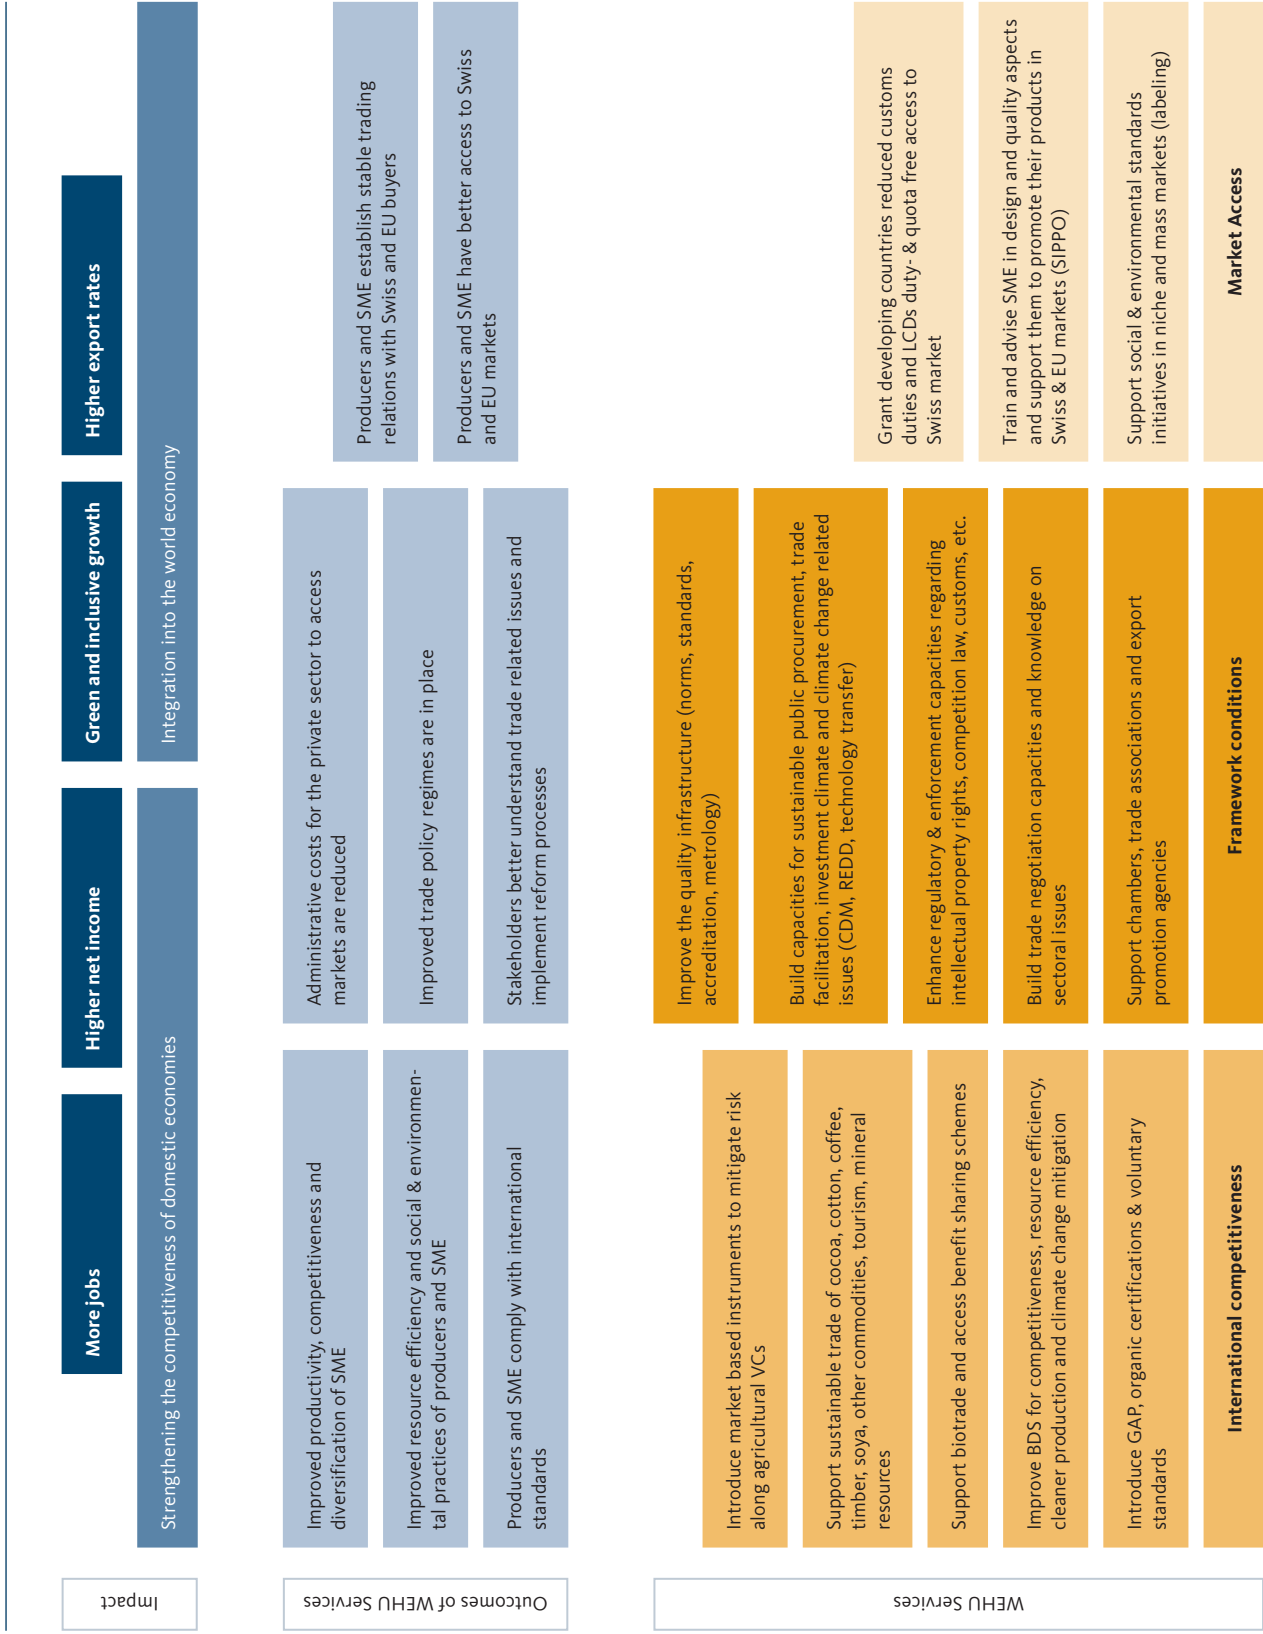 Impact
More jobs
Higher net income
Green and inclusive growth
Higher export rates
Strengthening the competitiveness of domestic economies
Integration into the world economy
Outcomes of WEHU Services
Improved productivity, competitiveness and
diversification of SME
Improved resource efficiency and social & environmen-
tal practices of producers and SME
Producers and SME comply with international
standards
Administrative costs for the private sector to access
markets are reduced
Improved trade policy regimes are in place
Stakeholders better understand trade related issues and
implement reform processes
Producers and SME establish stable trading
relations with Swiss and EU buyers
Producers and SME have better access to Swiss
and EU markets
WEHU Services
Introduce market based instruments to mitigate risk
along agricultural VCs
Support sustainable trade of cocoa, cotton, coffee,
timber, soya, other commodities, tourism, mineral
resources
Support biotrade and access benefit sharing schemes
Improve BDS for competitiveness, resource efficiency,
cleaner production and climate change mitigation
Introduce GAP, organic certifications & voluntary
standards
International competitiveness
Improve the quality infrastructure (norms, standards,
accreditation, metrology)
Build capacities for sustainable public procurement, trade
facilitation, investment climate and climate change related
issues (CDM, REDD, technology transfer)
Enhance regulatory & enforcement capacities regarding
intellectual property rights, competition law, customs, etc.
Build trade negotiation capacities and knowledge on
sectoral issues
Support chambers, trade associations and export
promotion agencies
Framework conditions
Grant developing countries reduced customs
duties and LCDs duty- & quota free access to
Swiss market
Train and advise SME in design and quality aspects
and support them to promote their products in
Swiss & EU markets (SIPPO)
Support social & environmental standards
initiatives in niche and mass markets (labeling)
Market Access